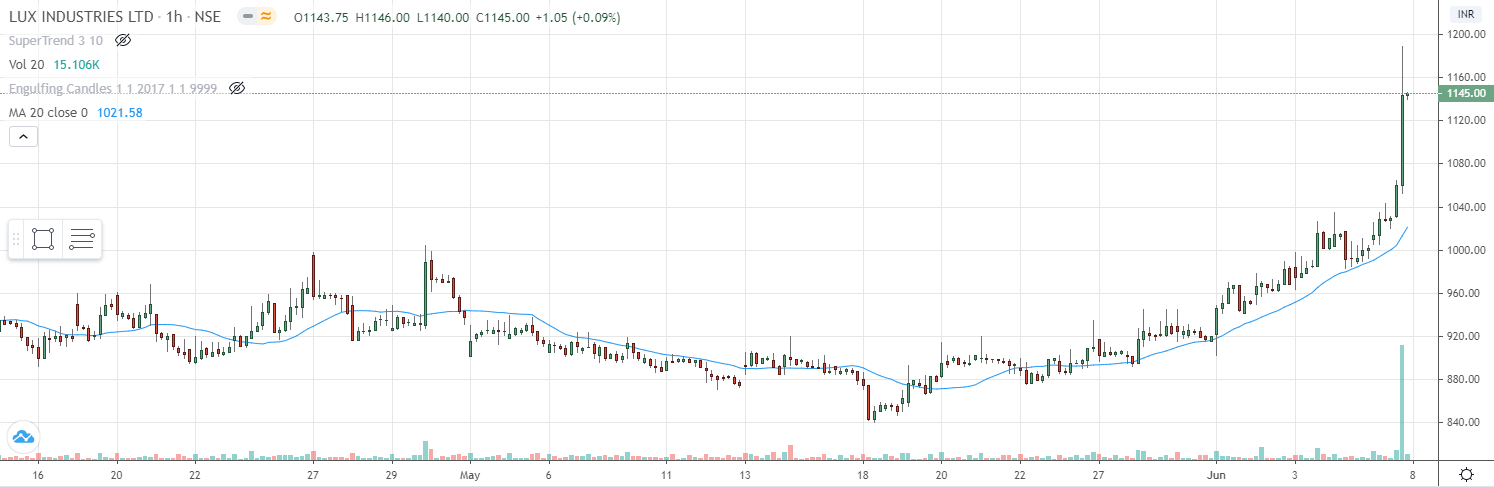 LUX INDUSTRIES LTD · 1h · NSE O1143.75 H1146.00 L1140.00 C1145.00 +1.05 (+0.09%) INR
SuperTrend 3 10
Vol 20 15.106K
Engulfing Candles 1 1 2017 1 1 9999
MA 20 close 0 1021.58
1200.00
1160.00
1145.00
1120.00
1080.00
1040.00
1000.00
960.00
920.00
880.00
840.00
16 20 22 27 29 May 6 11 13 18 20 22 27 Jun 3 8